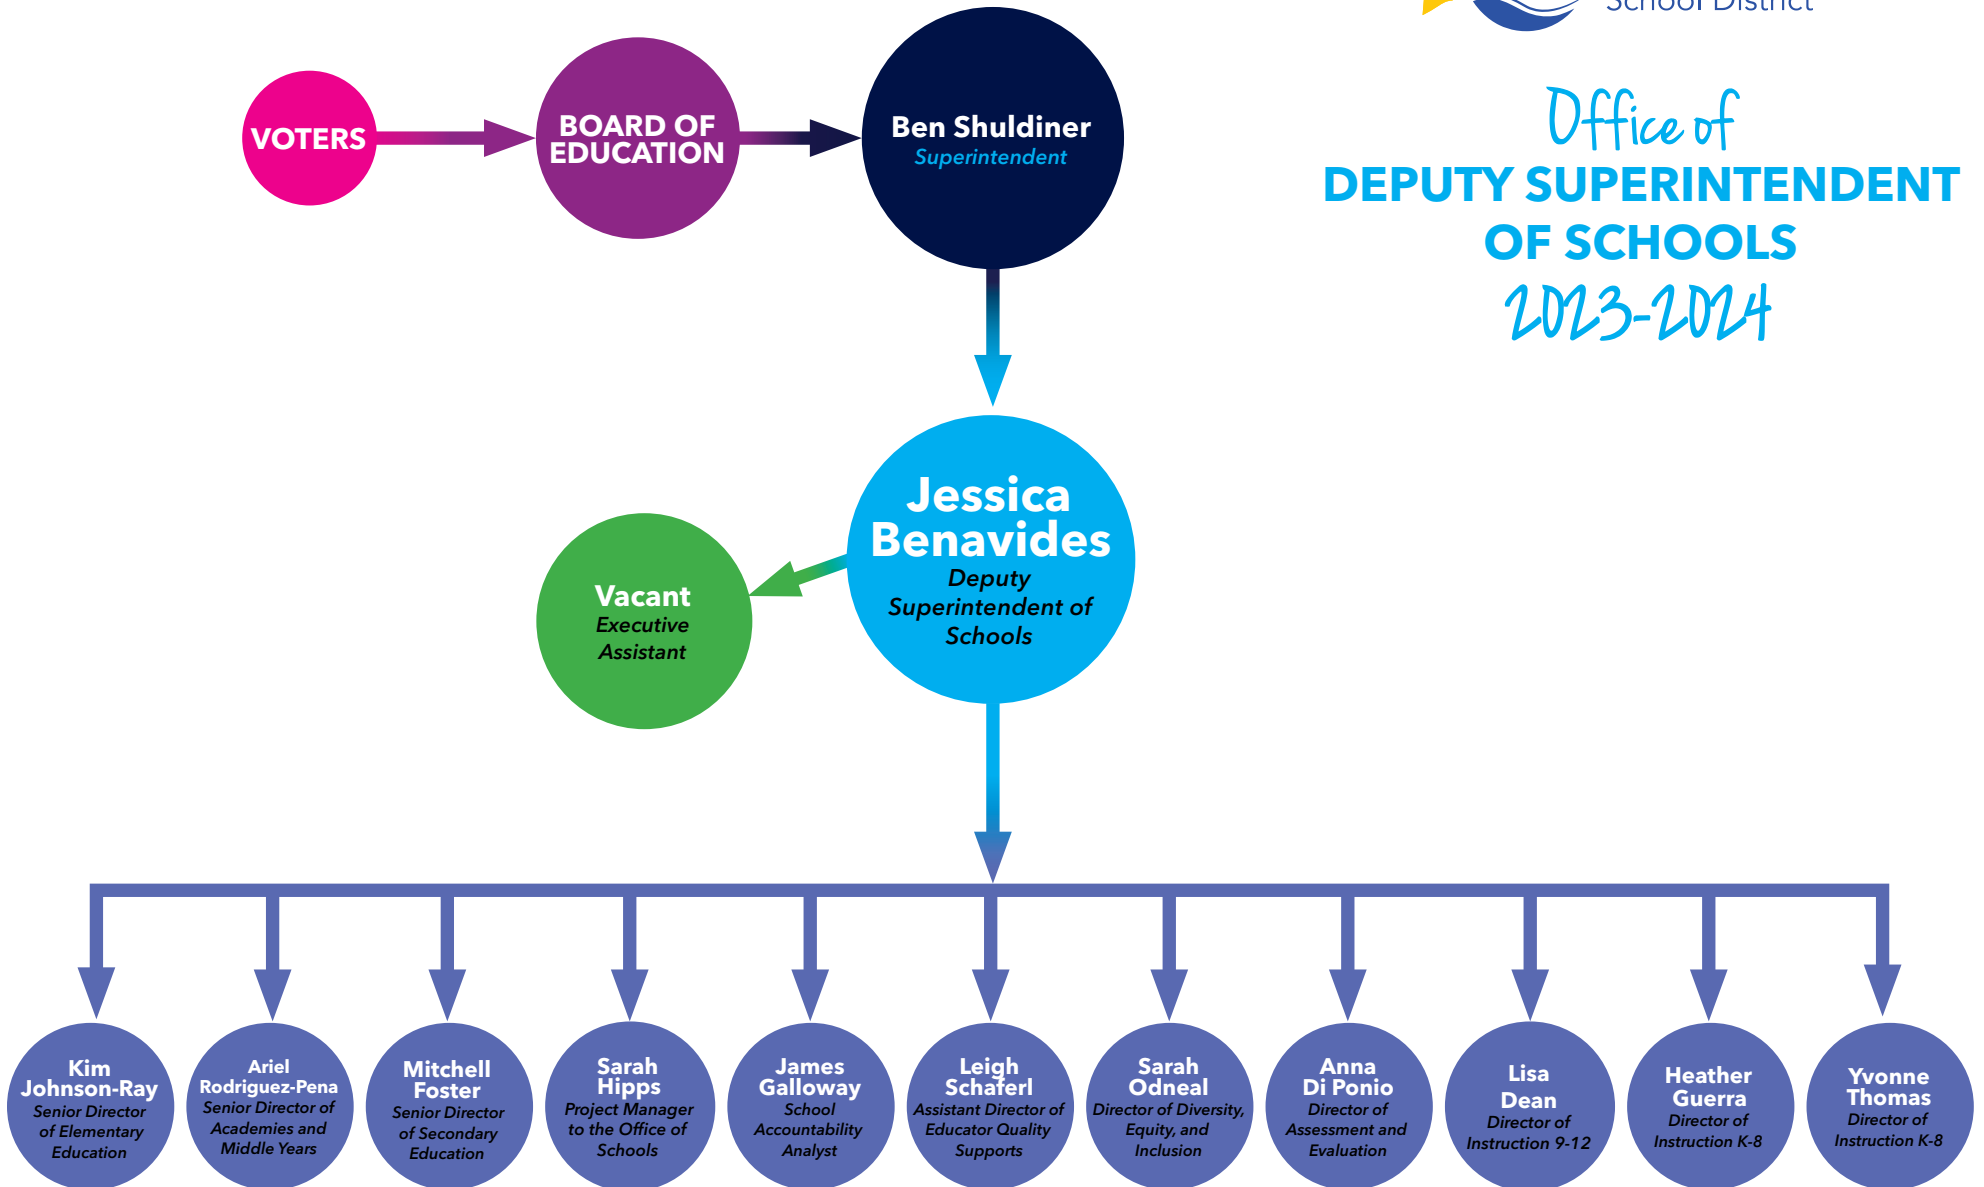 School District
Office of
DEPUTY SUPERINTENDENT
OF SCHOOLS
2023-2024
VOTERS
BOARD OF
EDUCATION
Ben Shuldiner
Superintendent
Jessica
Benavides
Deputy
Superintendent of
Schools
Vacant
Executive
Assistant
Kim
Johnson-Ray
Senior Director
of Elementary
Education
Ariel
Rodriguez-Pena
Senior Director of
Academies and
Middle Years
Mitchell
Foster
Senior Director
of Secondary
Education
Sarah
Hipps
Project Manager
to the Office of
Schools
James
Galloway
School
Accountability
Analyst
Leigh
Schaferl
Assistant Director of
Educator Quality
Supports
Sarah
Odneal
Director of Diversity,
Equity, and
Inclusion
Anna
Di Ponio
Director of
Assessment and
Evaluation
Lisa
Dean
Director of
Instruction 9-12
Heather
Guerra
Director of
Instruction K-8
Yvonne
Thomas
Director of
Instruction K-8